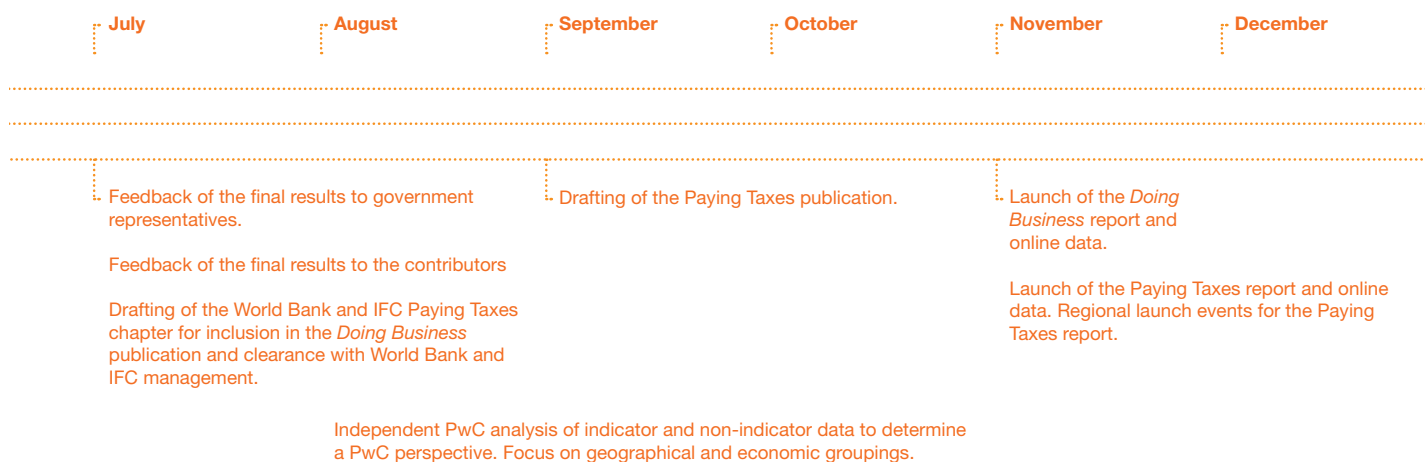 July
August
September
October
November
December
Feedback of the final results to government
representatives.
Feedback of the final results to the contributors
Drafting of the World Bank and IFC Paying Taxes
chapter for inclusion in the Doing Business
publication and clearance with World Bank and
IFC management.
Drafting of the Paying Taxes publication.
Launch of the Doing
Business report and
online data.
Launch of the Paying Taxes report and online
data. Regional launch events for the Paying
Taxes report.
Independent PwC analysis of indicator and non-indicator data to determine
a PwC perspective. Focus on geographical and economic groupings.